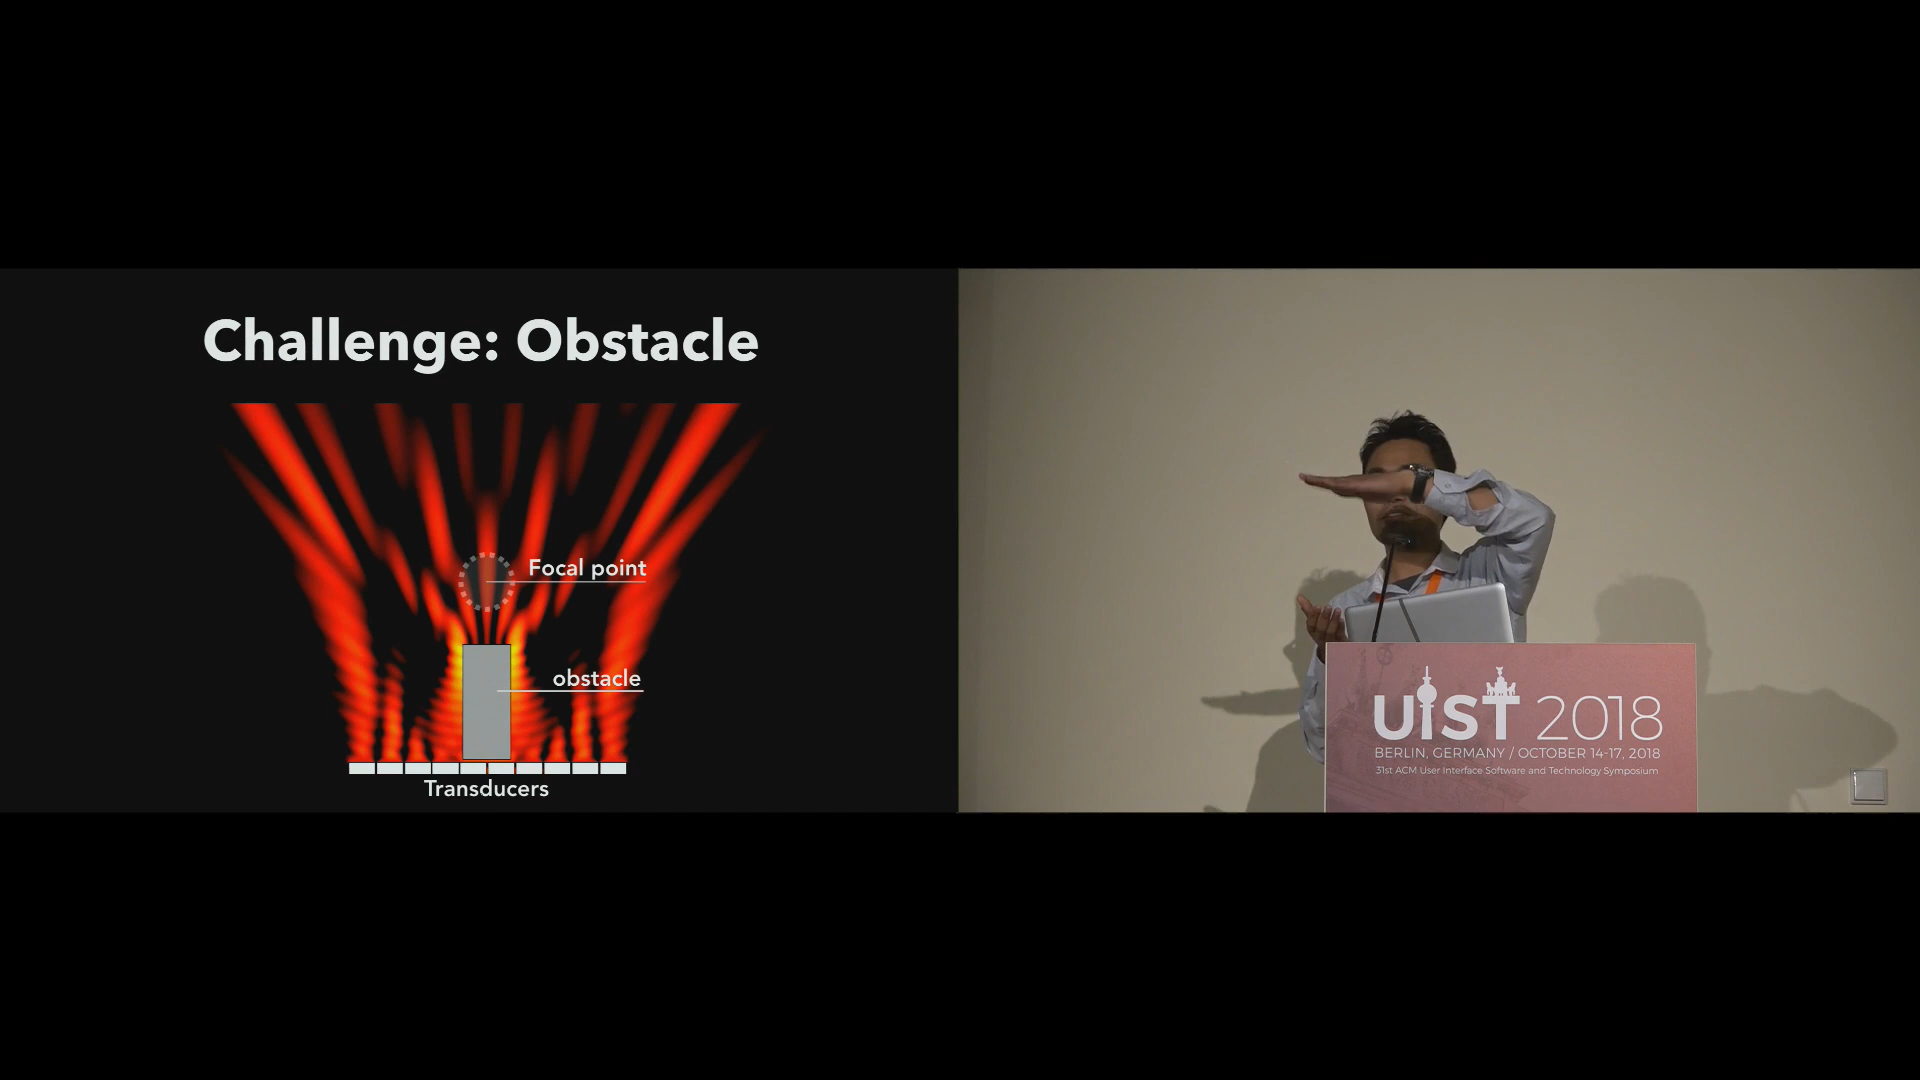 Challenge: Obstacle
Focal point
obstacle
Transducers
UIST 2018
BERLIN, GERMANY / OCTOBER 14-17, 2018
31st ACM User Interface Software and Technology Symposium